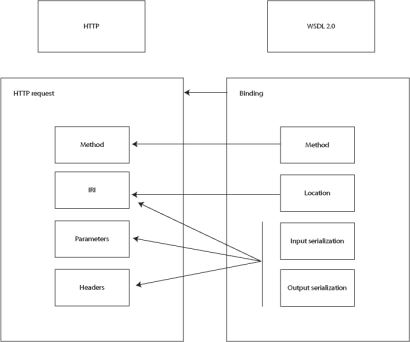 HTTP
WSDL 2.0
HTTP request
Binding
Method
Method
IRI
Location
Parameters
Input serialization
Headers
Output serialization